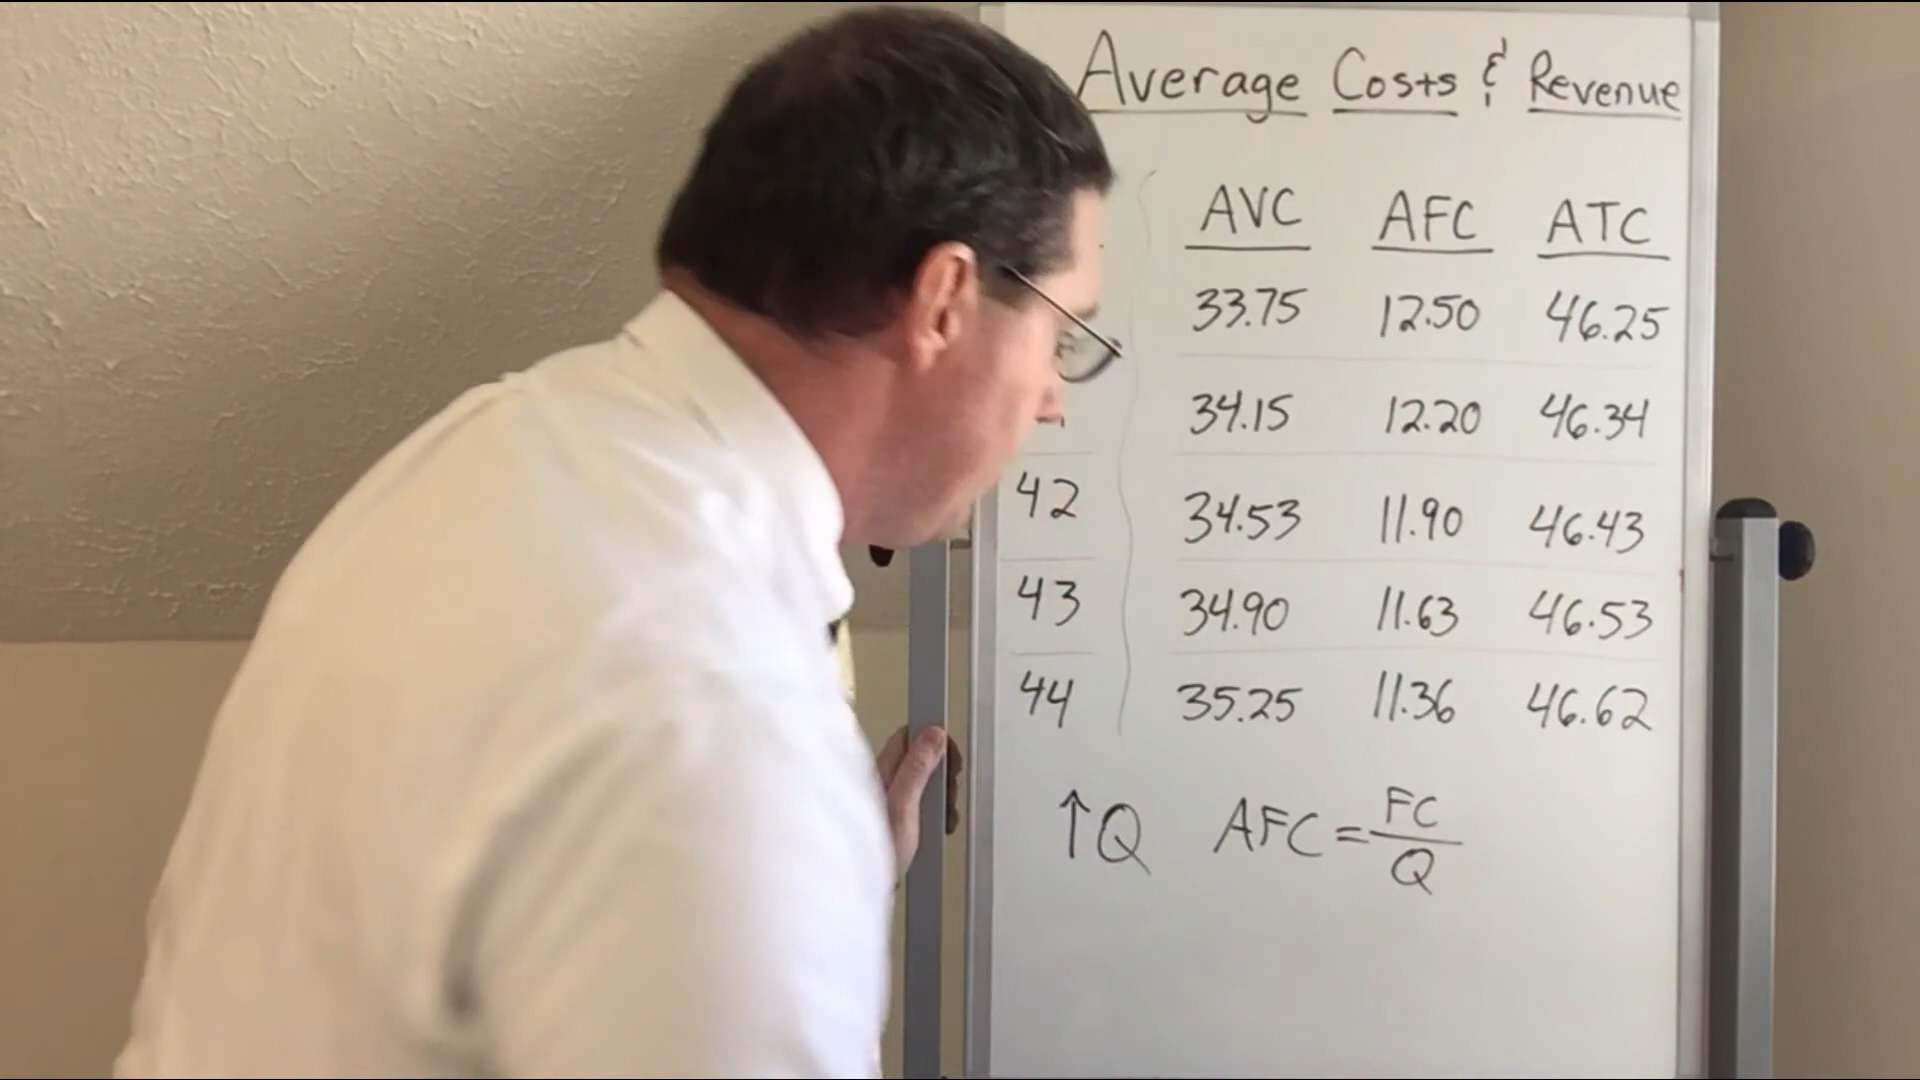 Average Costs & Revenue
AVC AFC ATC
33.75 12.50 46.25
34.15 12.20 46.34
42 34.53 11.90 46.43
43 34.90 11.63 46.53
44 35.25 11.36 46.62
↑Q AFC = FC/Q